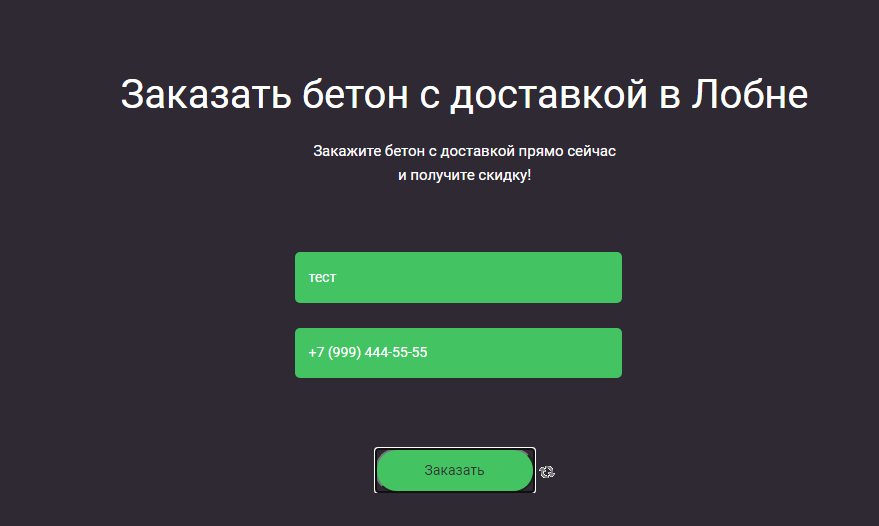 Заказать бетон с доставкой в Лобне
Закажите бетон с доставкой прямо сейчас
и получите скидку!
тест
+7 (999) 444-55-55
Заказать